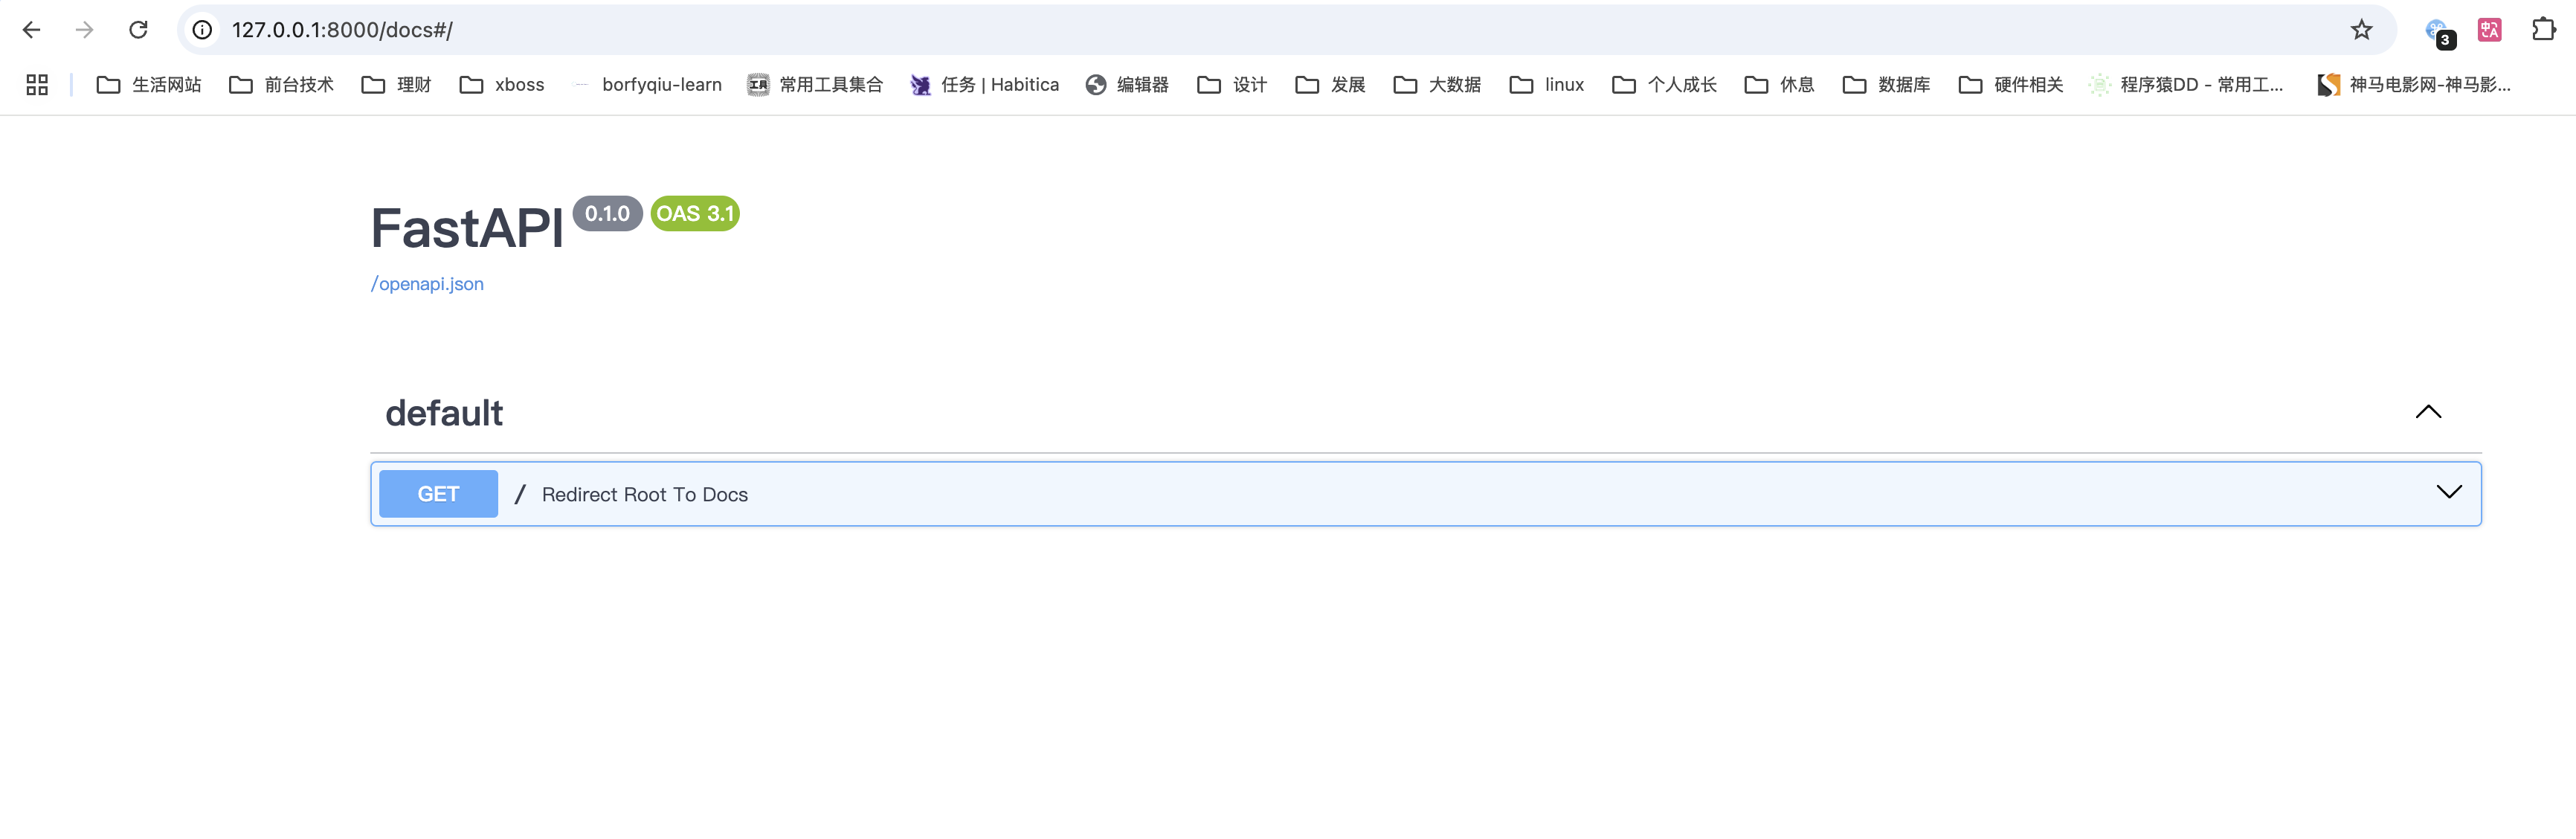 127.0.0.1:8000/docs#/
3
生活网站 前台技术 理财 xboss borfyqiu-learn 工具 常用工具集合 任务 | Habitica 编辑器 设计 发展 大数据 linux 个人成长 休息 数据库 硬件相关 程序猿DD - 常用工... 神马电影网-神马影...
FastAPI 0.1.0 OAS 3.1
/openapi.json
default
GET / Redirect Root To Docs